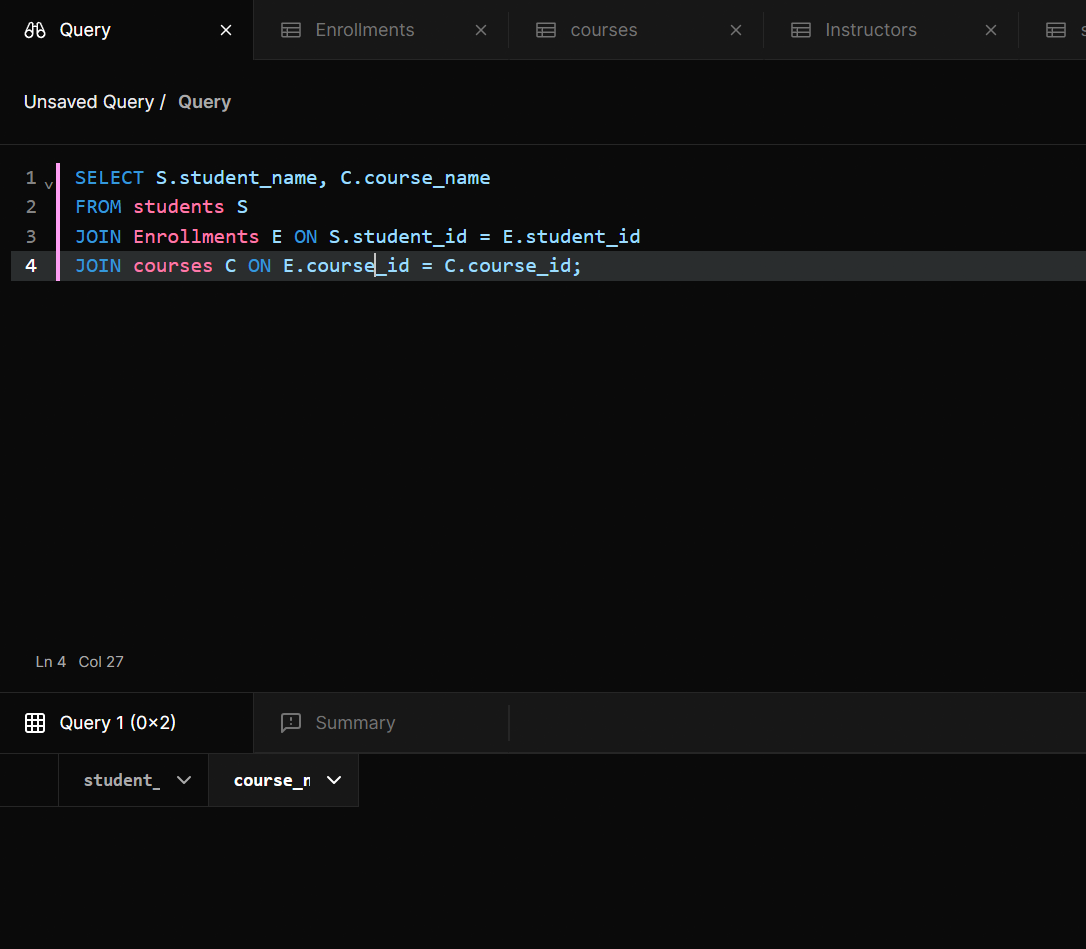 Query
Enrollments
courses
Instructors
Unsaved Query / Query
1 SELECT S.student_name, C.course_name
2 FROM students S
3 JOIN Enrollments E ON S.student_id = E.student_id
4 JOIN courses C ON E.course_id = C.course_id;
Ln 4 Col 27
Query 1 (0×2)
Summary
student_
course_n